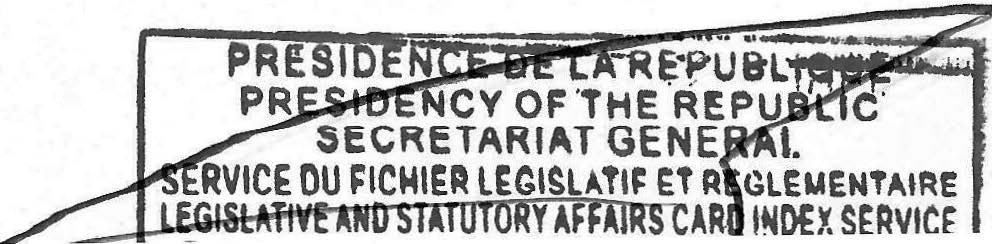 PRESIDENCE DE LA REPUBLIQUE
PRESIDENCY OF THE REPUBLIC
SECRETARIAT GENERAL
SERVICE DU FICHIER LEGISLATIF ET REGLEMENTAIRE
LEGISLATIVE AND STATUTORY AFFAIRS CARD INDEX SERVICE